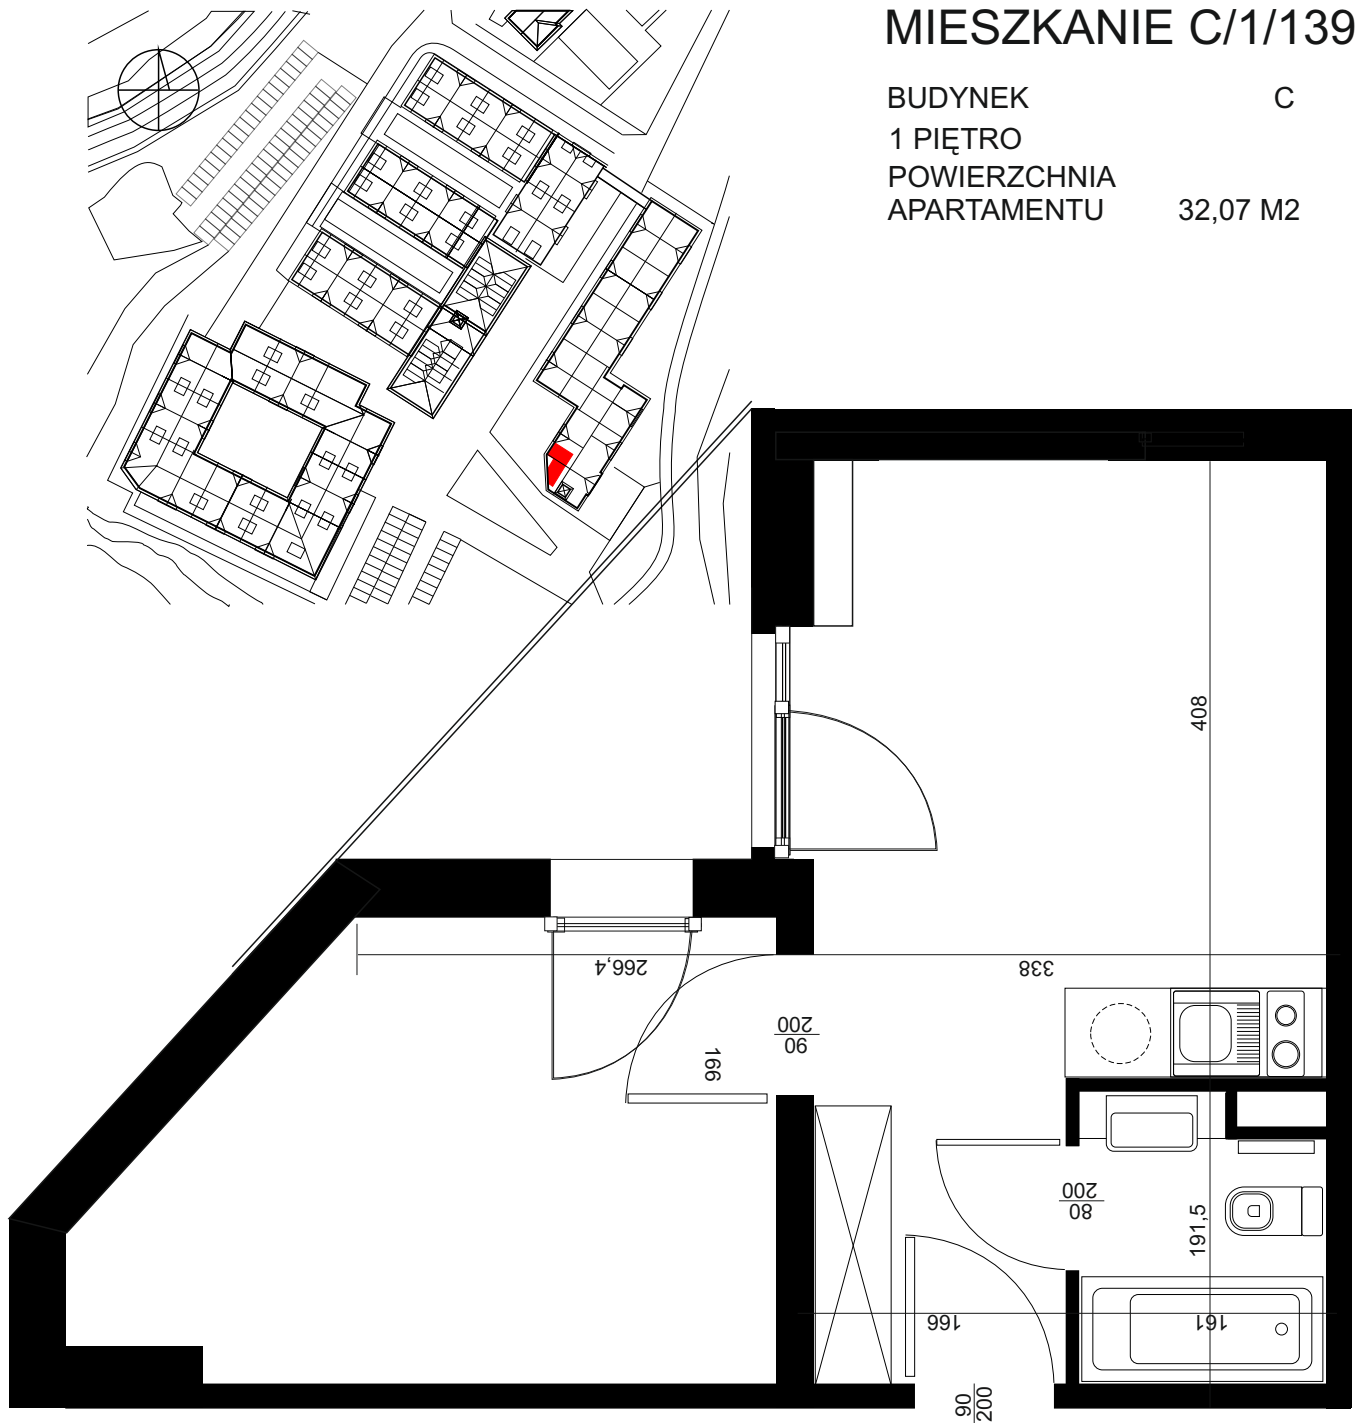 MIESZKANIE C/1/139
BUDYNEK C
1 PIĘTRO
POWIERZCHNIA
APARTAMENTU 32,07 M2
408
266,4
338
90
200
166
80
200
191,5
166
161
90
200